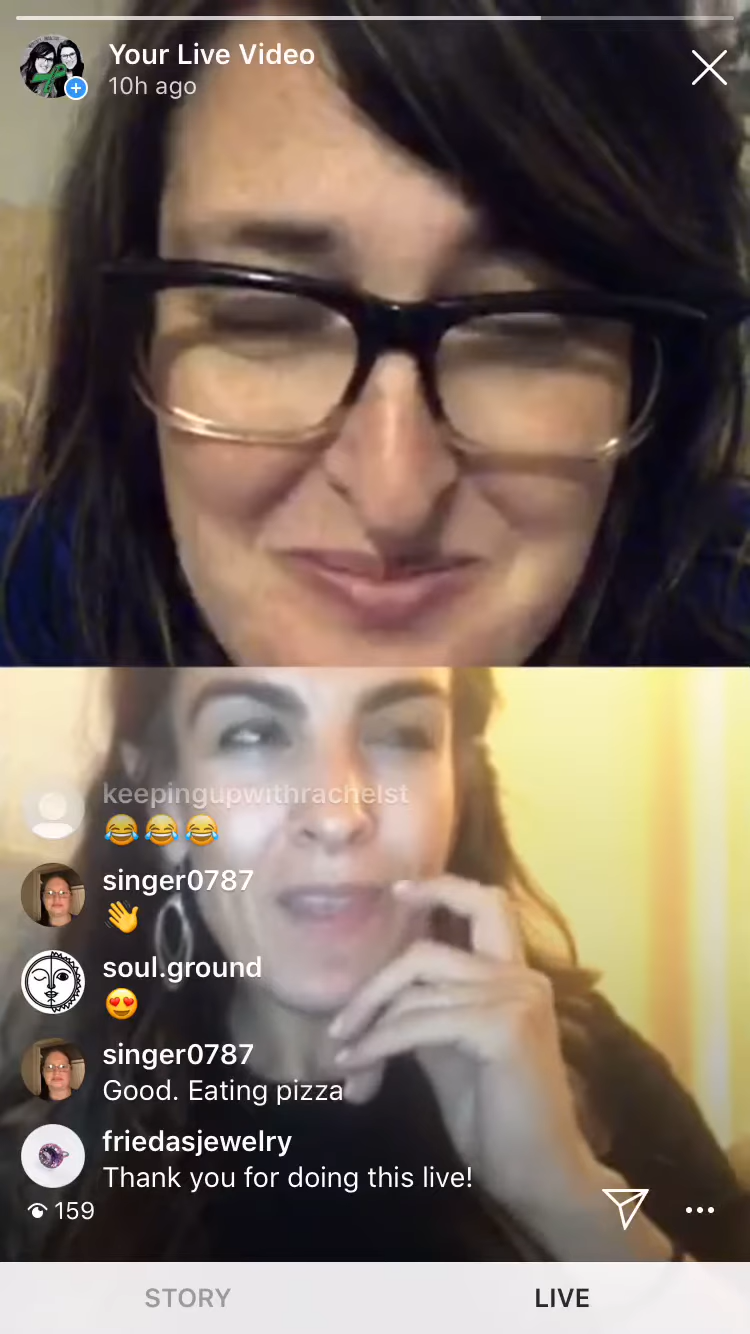 Your Live Video
10h ago
keepingupwithrachelst
😂😂😂
singer0787
👋
soul.ground
😍
singer0787
Good. Eating pizza
friedasjewelry
Thank you for doing this live!
159
STORY
LIVE